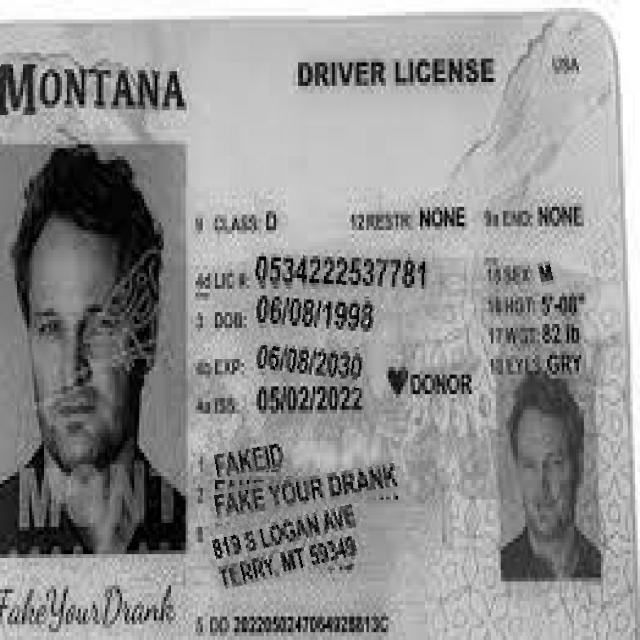 MONTANA
DRIVER LICENSE
USA
9 CLASS: D 12 RESTR: NONE 9a END: NONE
4d LIC #: 0534222537781 15 SEX: M
3 DOB: 06/08/1998 16 HGT: 5'-08"
17 WGT: 82 lb
4b EXP: 06/08/2030 18 EYES: GRY
4a ISS: 05/02/2022 DONOR
1 FAKEID
2 FAKE YOUR DRANK
8 819 S LOGAN AVE
TERRY, MT 59349
FakeYourDrank
5 DD